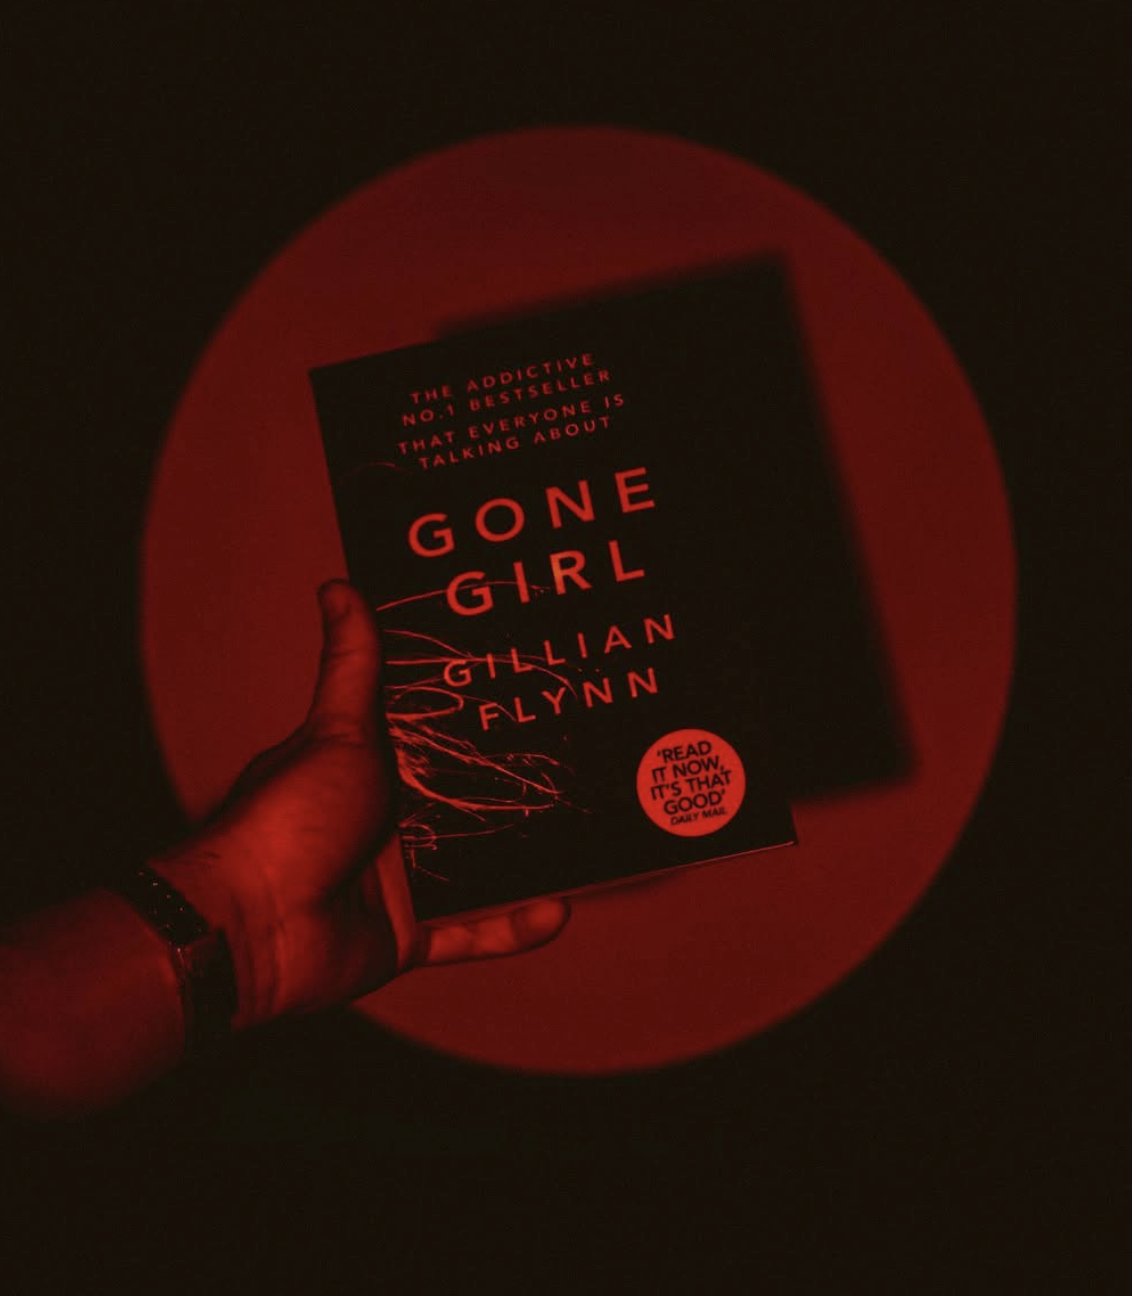 THE ADDICTIVE
NO.1 BESTSELLER
THAT EVERYONE IS
TALKING ABOUT
GONE
GIRL
GILLIAN
FLYNN
'READ
IT NOW,
IT'S THAT
GOOD'
DAILY MAIL